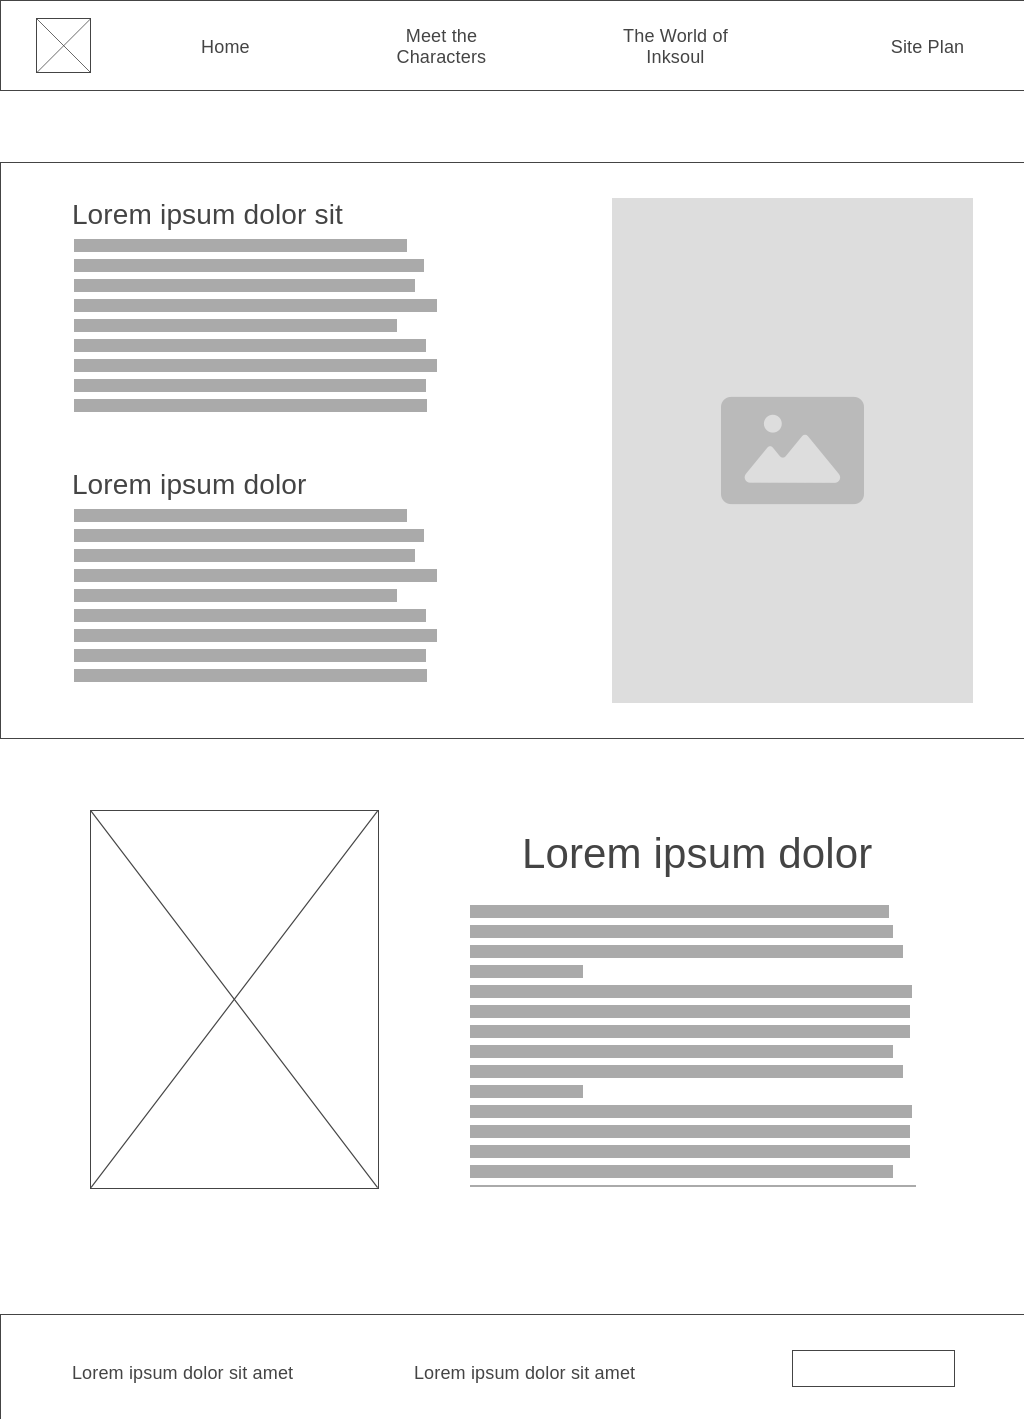 Home
Meet the
Characters
The World of
Inksoul
Site Plan
Lorem ipsum dolor sit
Lorem ipsum dolor
Lorem ipsum dolor
Lorem ipsum dolor sit amet
Lorem ipsum dolor sit amet